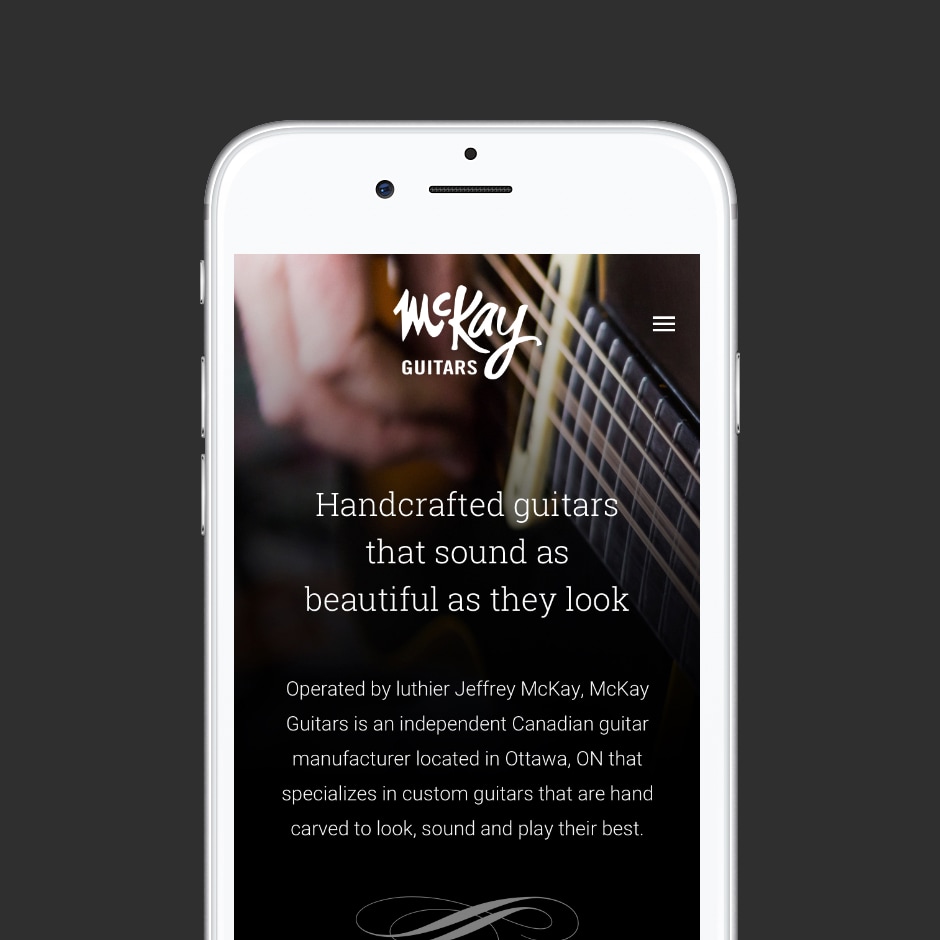 McKay
GUITARS
Handcrafted guitars
that sound as
beautiful as they look
Operated by luthier Jeffrey McKay, McKay
Guitars is an independent Canadian guitar
manufacturer located in Ottawa, ON that
specializes in custom guitars that are hand
carved to look, sound and play their best.